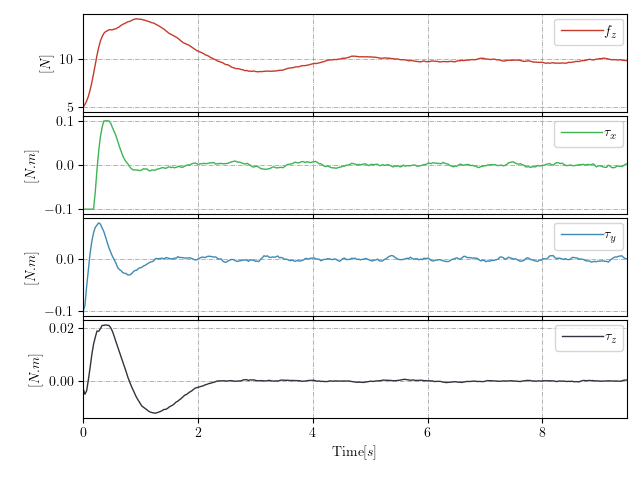 f_z
10
5
[N]
τ_x
0.1
0.0
−0.1
[N.m]
τ_y
0.0
−0.1
[N.m]
τ_z
0.02
0.00
[N.m]
0 2 4 6 8
Time[s]